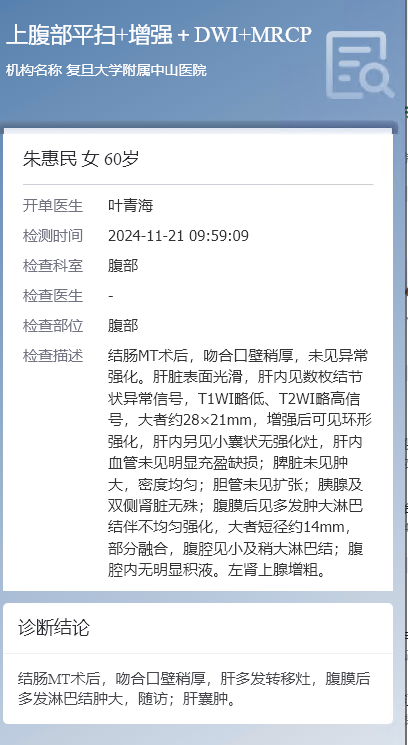 上腹部平扫+增强＋DWI+MRCP
机构名称 复旦大学附属中山医院
朱惠民 女 60岁
开单医生 叶青海
检测时间 2024-11-21 09:59:09
检查科室 腹部
检查医生 -
检查部位 腹部
检查描述 结肠MT术后，吻合口壁稍厚，未见异常
强化。肝脏表面光滑，肝内见数枚结节
状异常信号，T1WI略低、T2WI略高信
号，大者约28×21mm，增强后可见环形
强化，肝内另见小囊状无强化灶，肝内
血管未见明显充盈缺损；脾脏未见肿
大，密度均匀；胆管未见扩张；胰腺及
双侧肾脏无殊；腹膜后见多发肿大淋巴
结伴不均匀强化，大者短径约14mm，
部分融合，腹腔见小及稍大淋巴结；腹
腔内无明显积液。左肾上腺增粗。
诊断结论
结肠MT术后，吻合口壁稍厚，肝多发转移灶，腹膜后
多发淋巴结肿大，随访；肝囊肿。